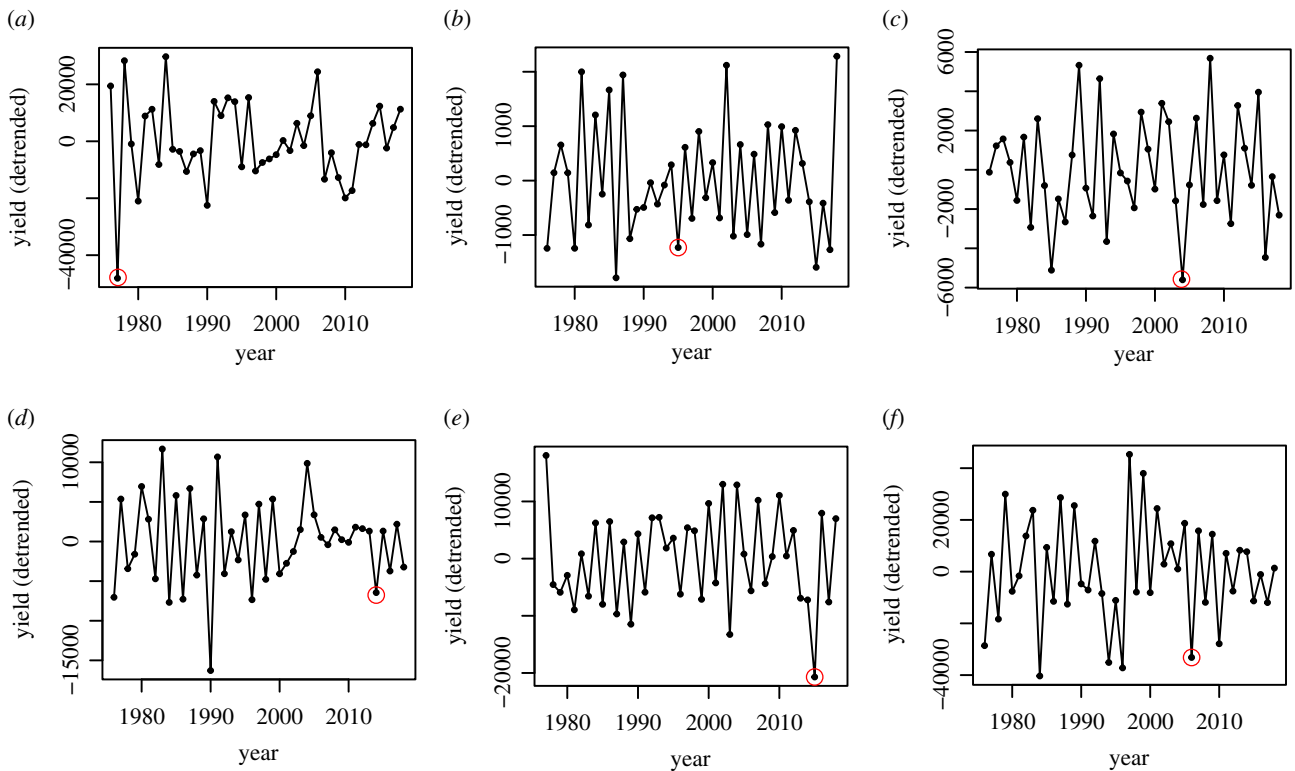 (a)
yield (detrended)
20000
0
−40000
1980 1990 2000 2010
year
(b)
yield (detrended)
1000
0
−1000
1980 1990 2000 2010
year
(c)
yield (detrended)
6000
2000
−2000
−6000
1980 1990 2000 2010
year
(d)
yield (detrended)
10000
0
−15000
1980 1990 2000 2010
year
(e)
yield (detrended)
10000
0
−20000
1980 1990 2000 2010
year
(f)
yield (detrended)
20000
0
−40000
1980 1990 2000 2010
year